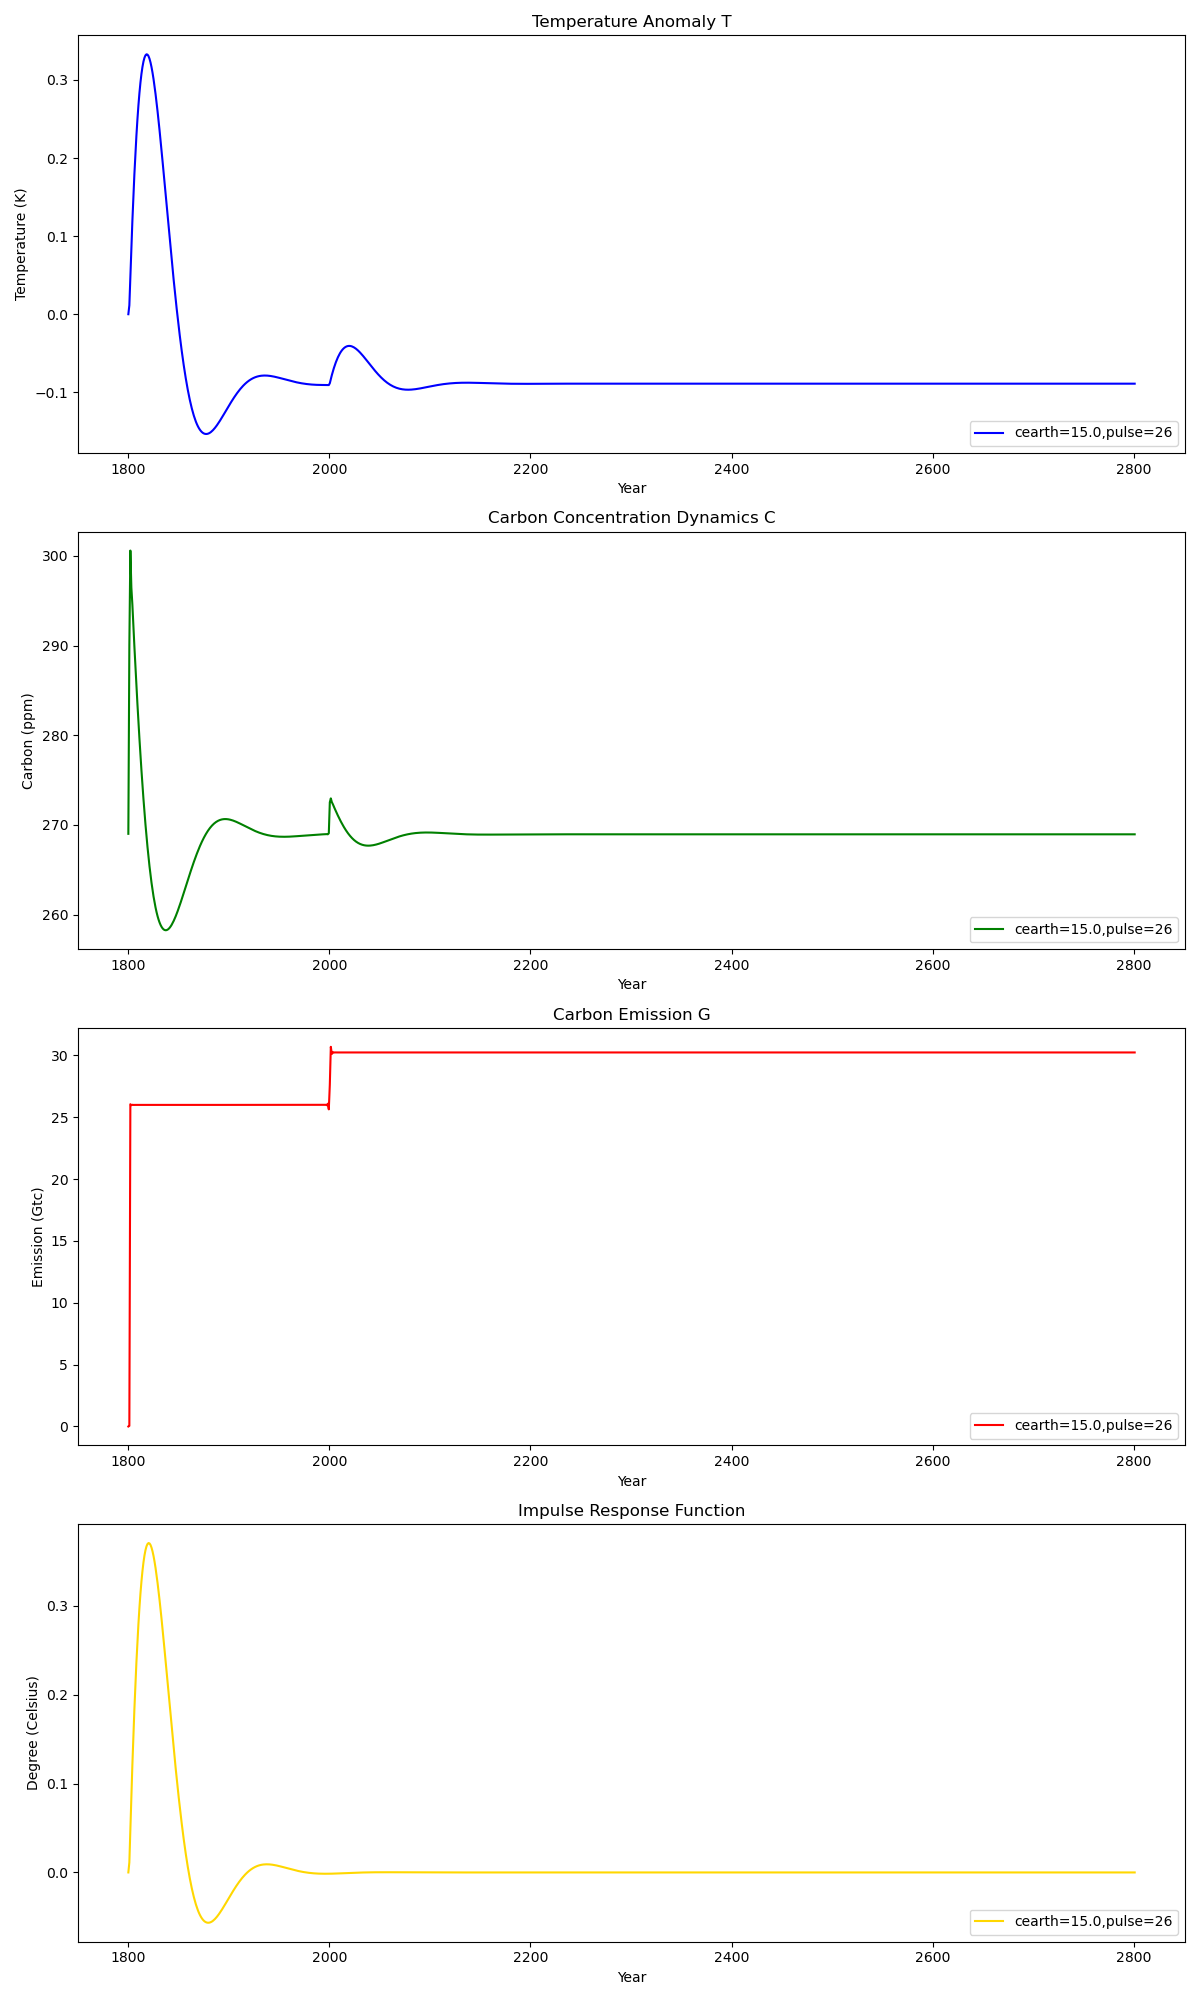 Temperature Anomaly T
Temperature (K)
0.3
0.2
0.1
0.0
−0.1
cearth=15.0,pulse=26
1800 2000 2200 2400 2600 2800
Year
Carbon Concentration Dynamics C
Carbon (ppm)
300
290
280
270
260
cearth=15.0,pulse=26
1800 2000 2200 2400 2600 2800
Year
Carbon Emission G
Emission (Gtc)
30
25
20
15
10
5
0
cearth=15.0,pulse=26
1800 2000 2200 2400 2600 2800
Year
Impulse Response Function
Degree (Celsius)
0.3
0.2
0.1
0.0
cearth=15.0,pulse=26
1800 2000 2200 2400 2600 2800
Year